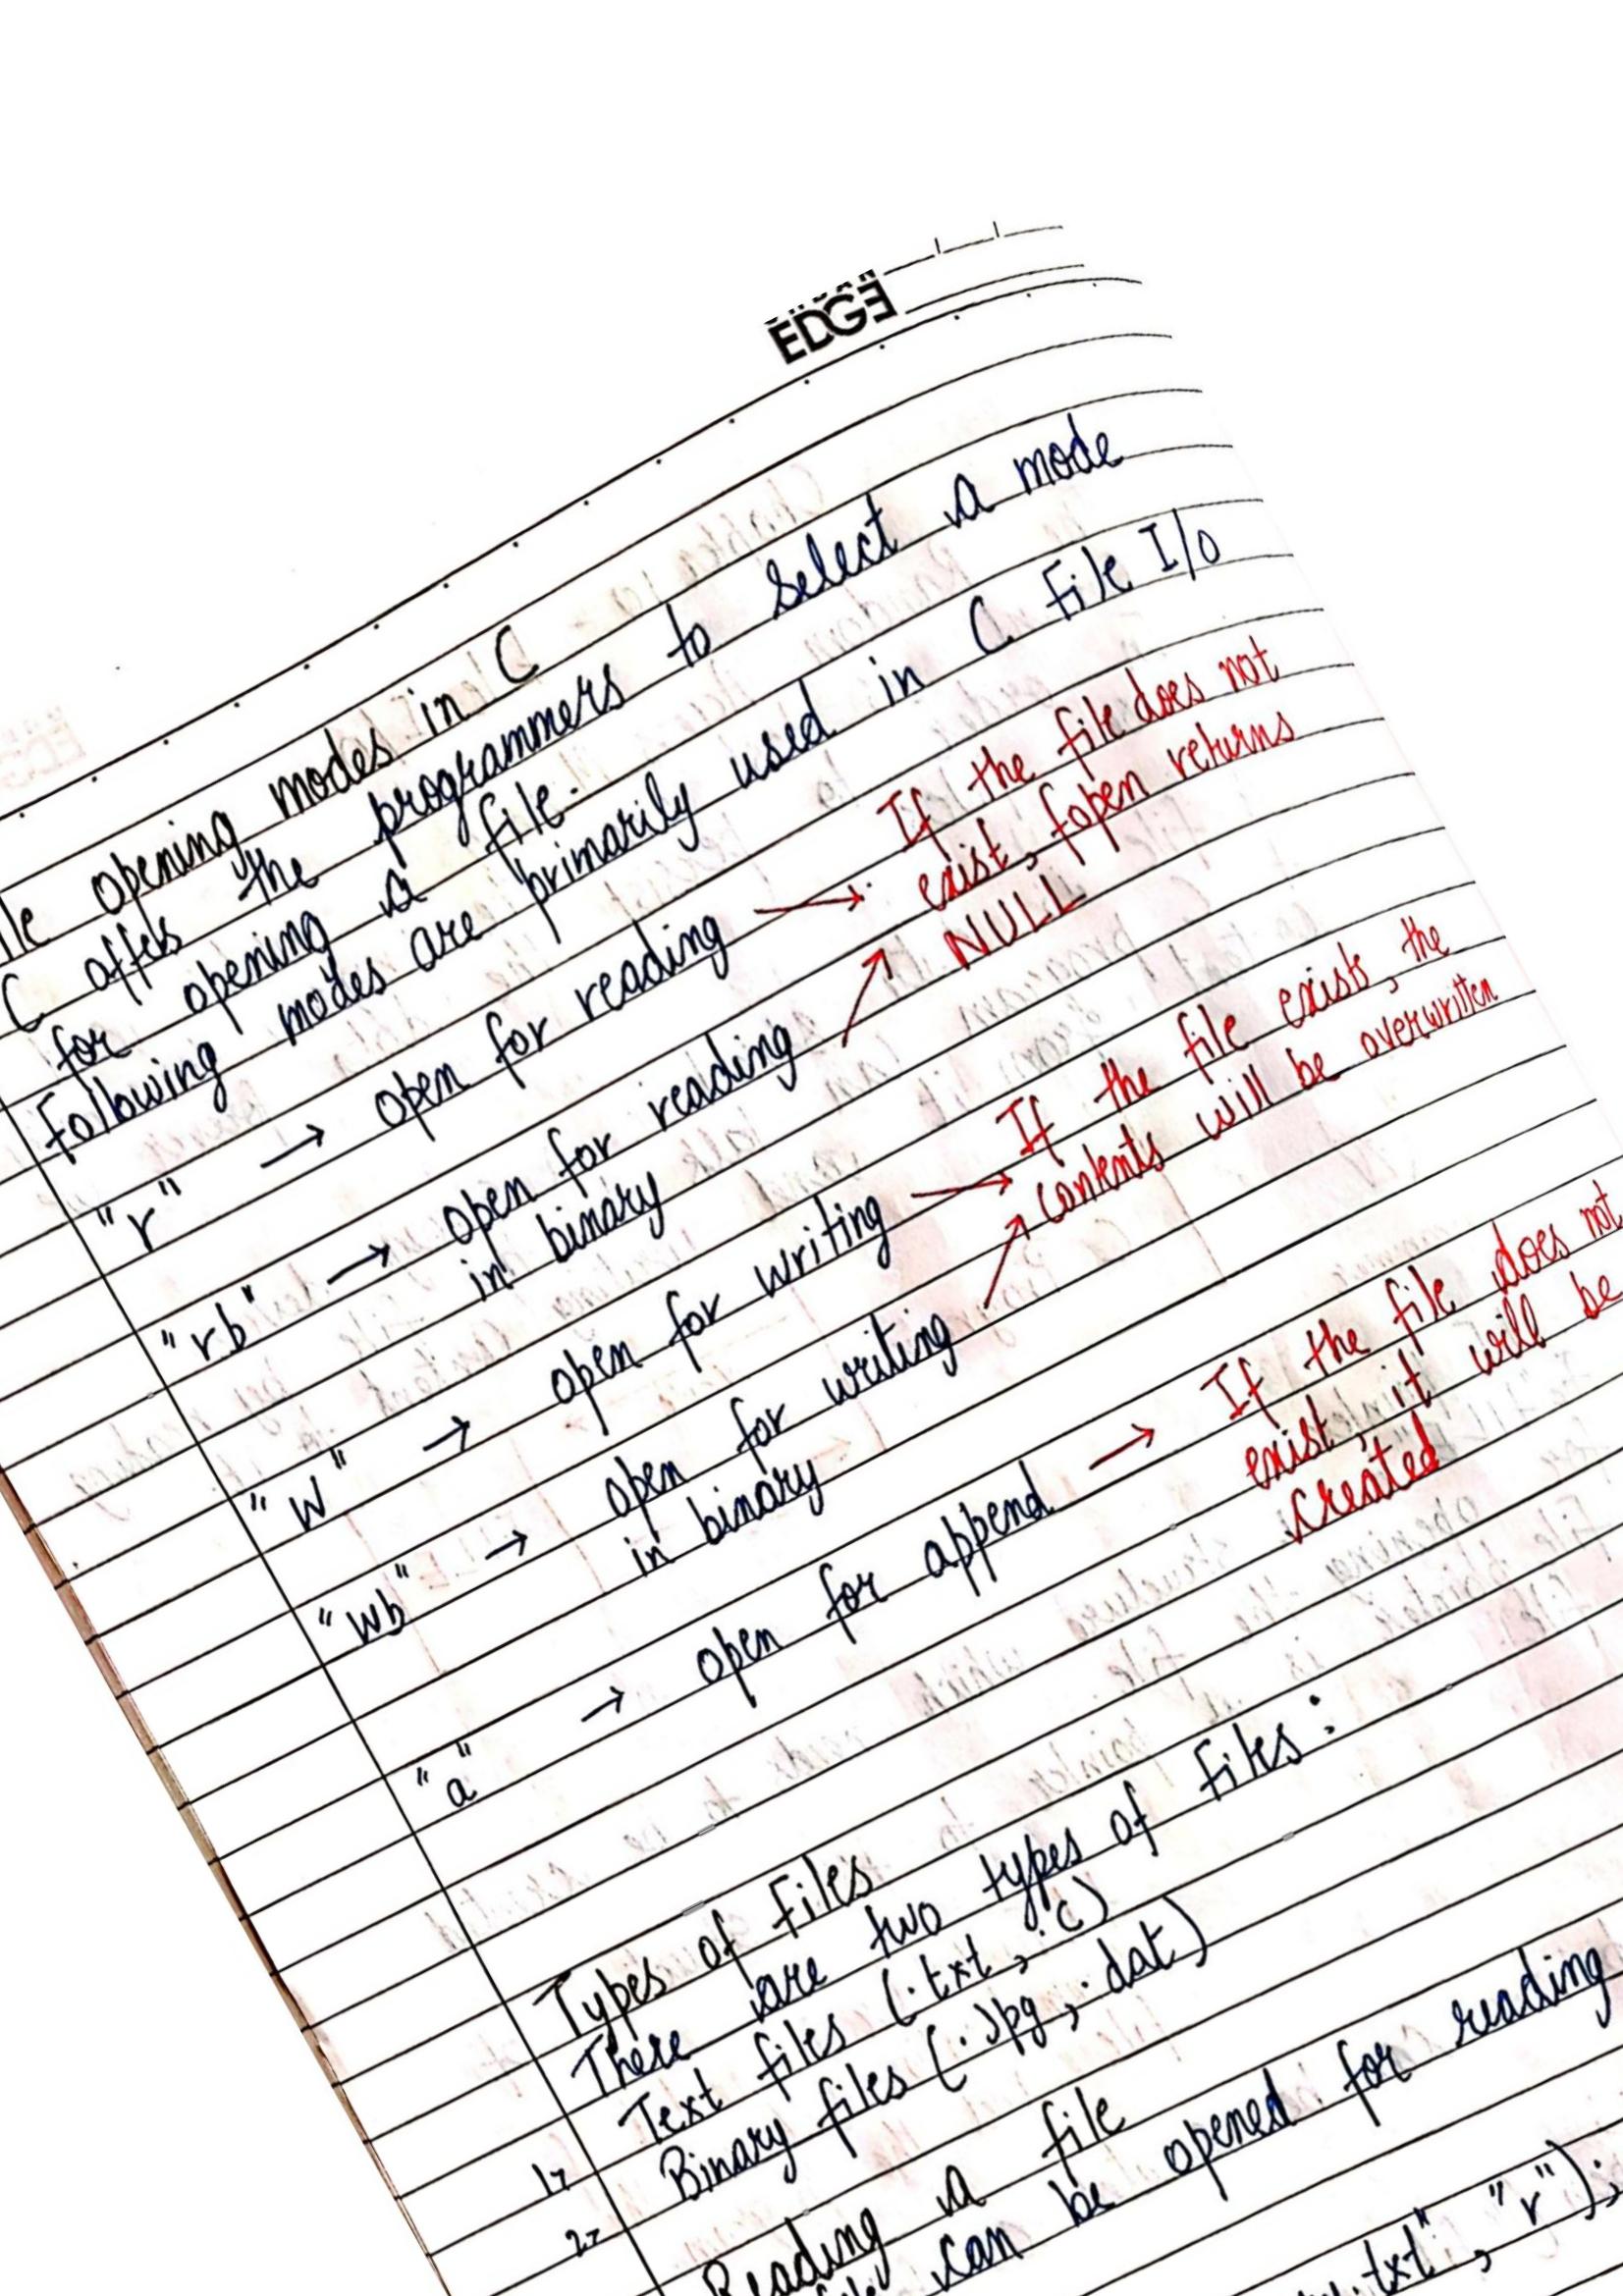 EDGE
le opening modes in C
C offers the programmers to select a mode
for opening a file.
Following modes are primarily used in C File I/O
"r" → open for reading → If the file does not
exist, fopen returns
NULL
"rb" → open for reading
in binary
"w" → open for writing → If the file exists, the
contents will be overwritten
"wb" → open for writing
in binary
"a" → open for append → If the file does not
exist, it will be
created
Types of Files
There are two types of files:
1, Text files (.txt, .c)
2, Binary files (.jpg, .dat)
Reading a file
can be opened for reading
.txt", "r");